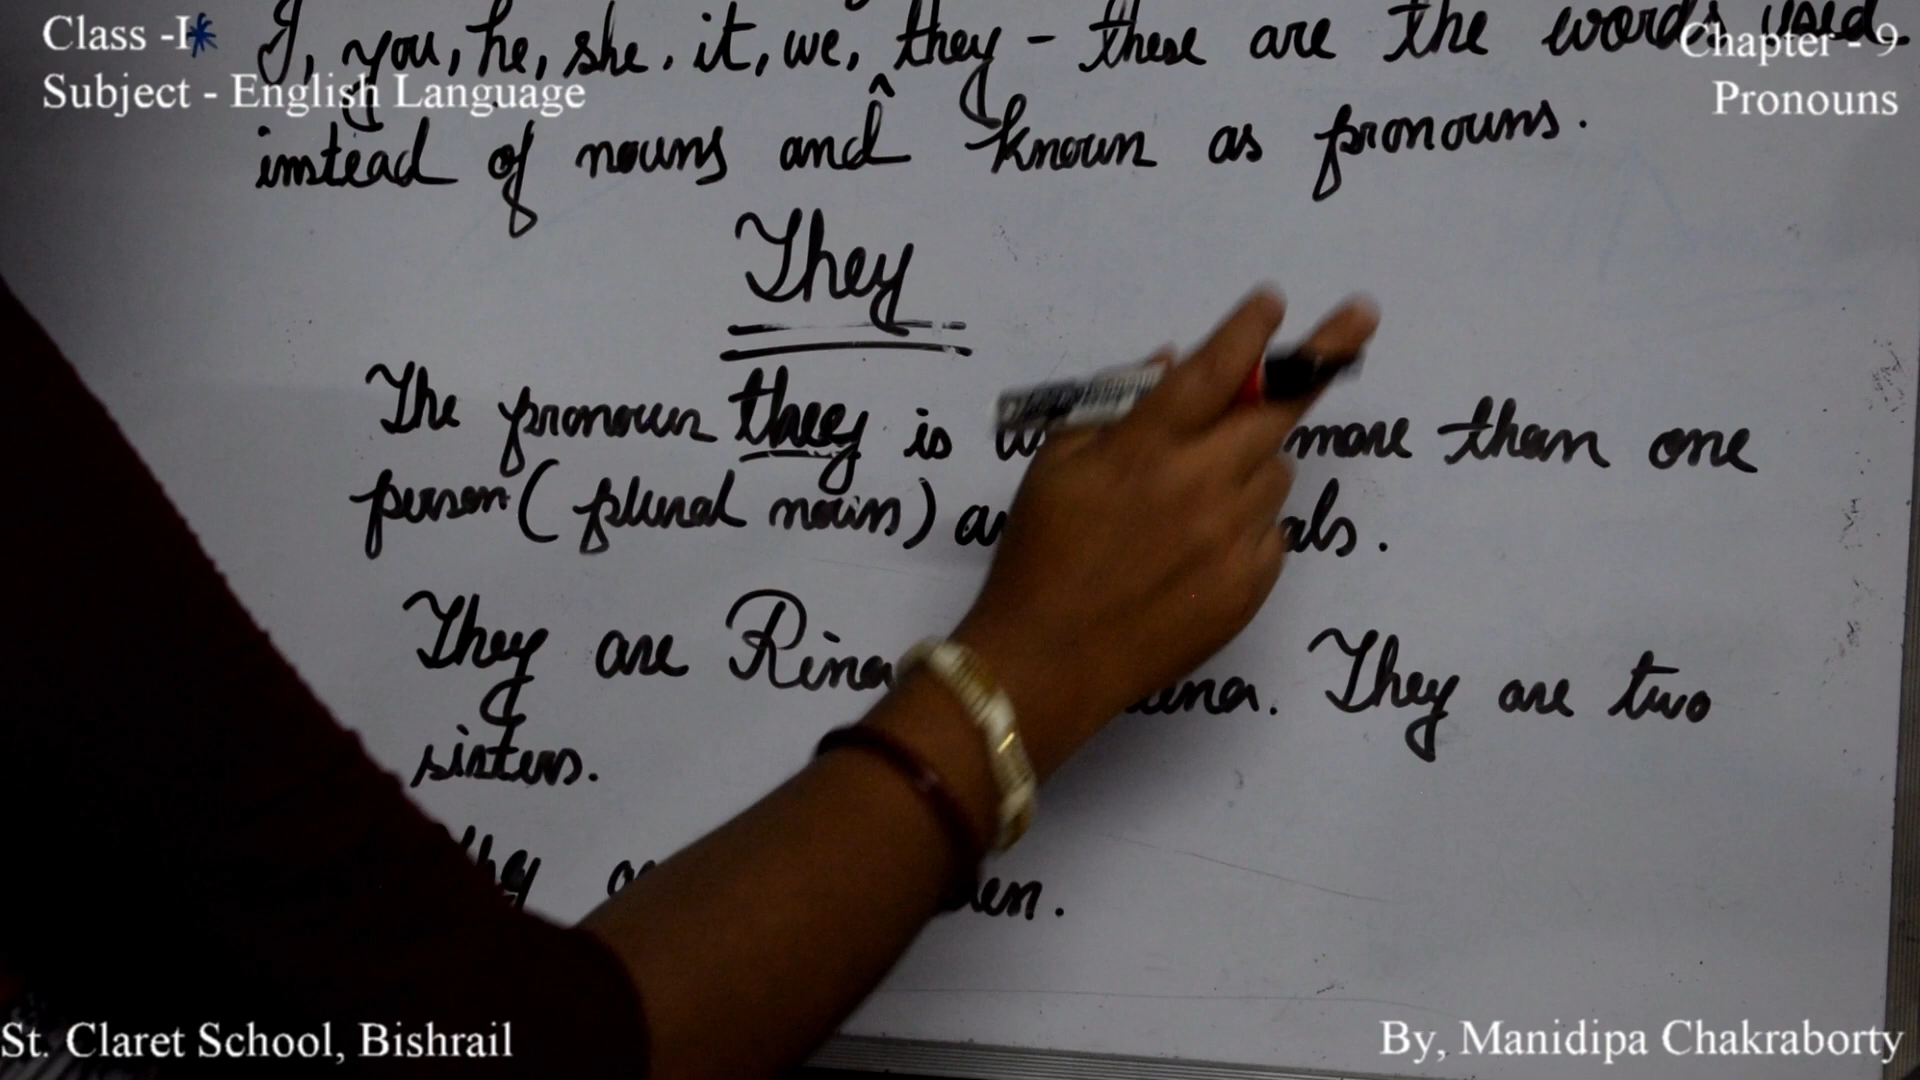 Class -I
Subject - English Language
Chapter - 9
Pronouns
I, you, he, she, it, we, they - these are the words used
instead of nouns and ^ known as pronouns.
They
The pronoun they is more than one
person (plural noun)
They are Rina They are two
sisters.
St. Claret School, Bishrail
By, Manidipa Chakraborty